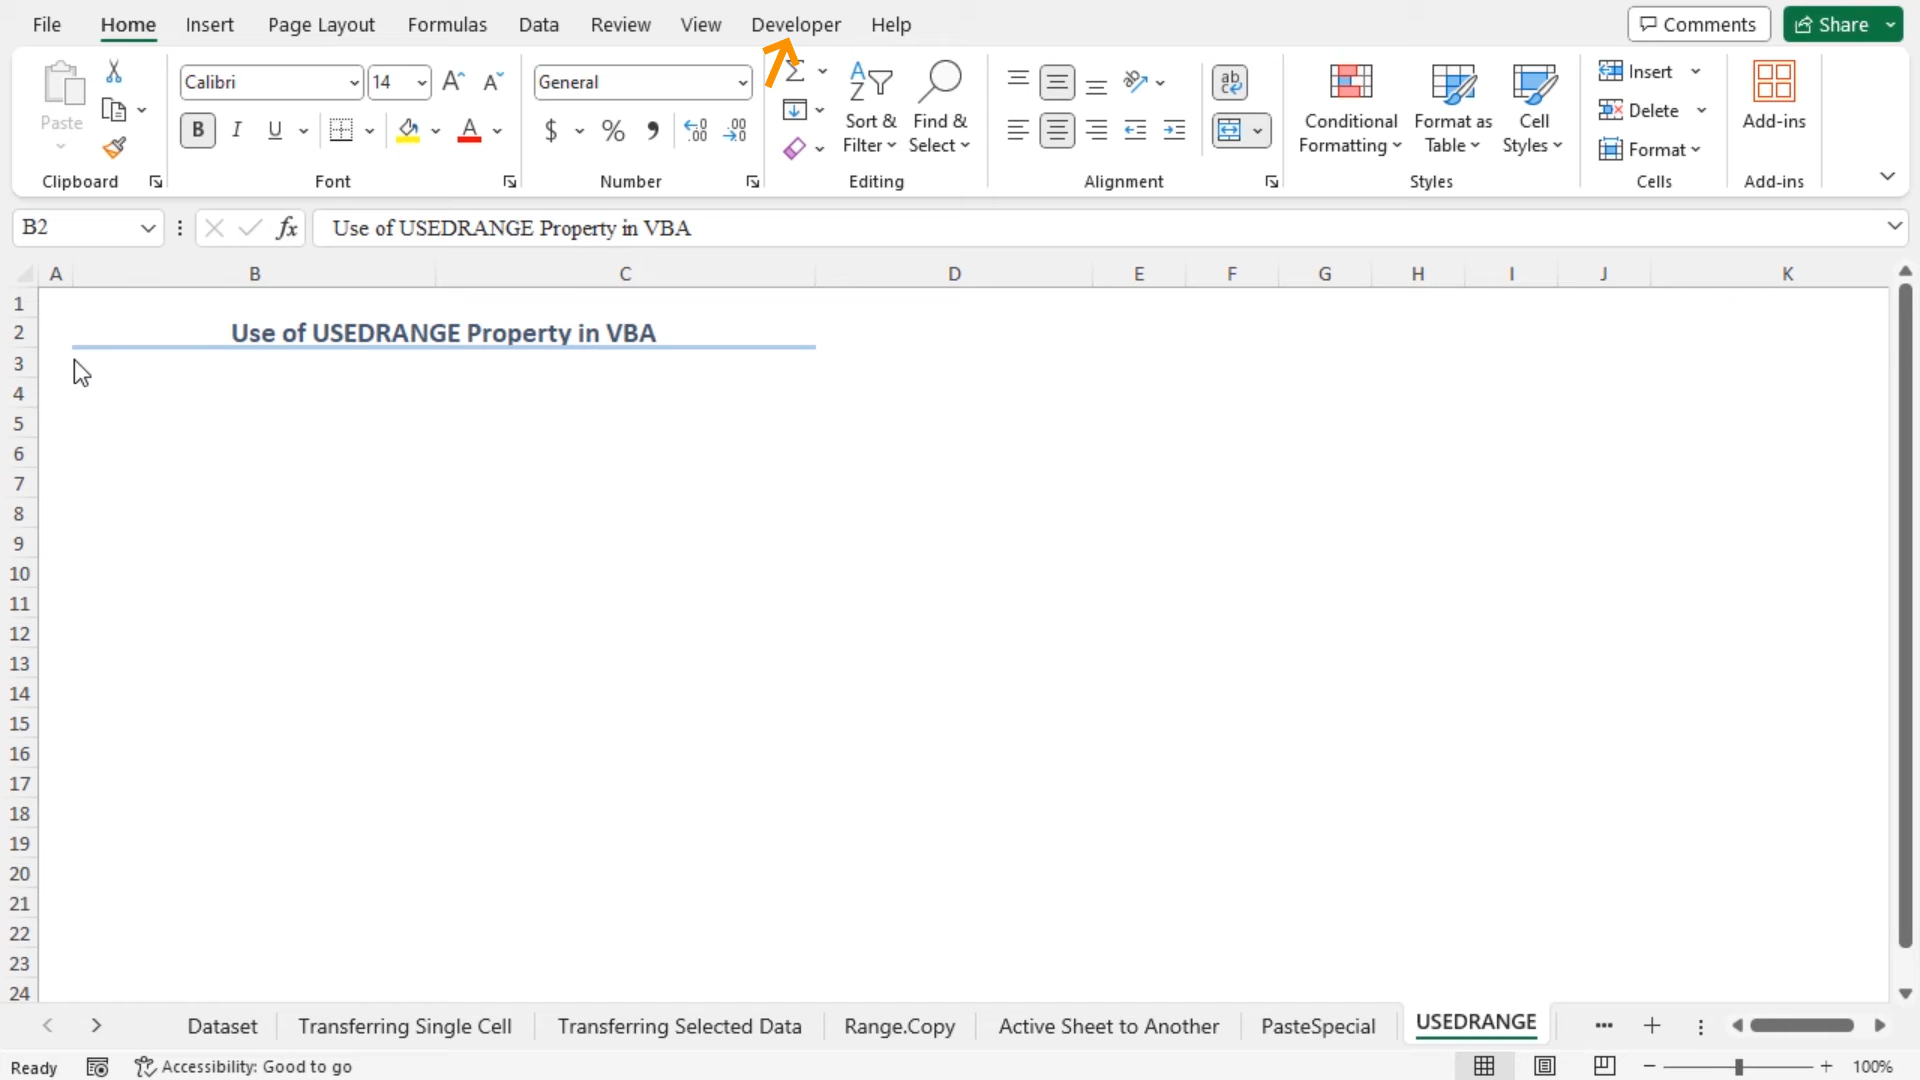 File Home Insert Page Layout Formulas Data Review View Developer Help Comments Share
Calibri 14 General Insert
Paste Sort & Find & Conditional Format as Cell Delete Add-ins
B I U $ % Filter Select Formatting Table Styles Format
Clipboard Font Number Editing Alignment Styles Cells Add-ins
B2 fx Use of USEDRANGE Property in VBA
A B C D E F G H I J K
1
2 Use of USEDRANGE Property in VBA
3
4
5
6
7
8
9
10
11
12
13
14
15
16
17
18
19
20
21
22
23
24
Dataset Transferring Single Cell Transferring Selected Data Range.Copy Active Sheet to Another PasteSpecial USEDRANGE
Ready Accessibility: Good to go 100%